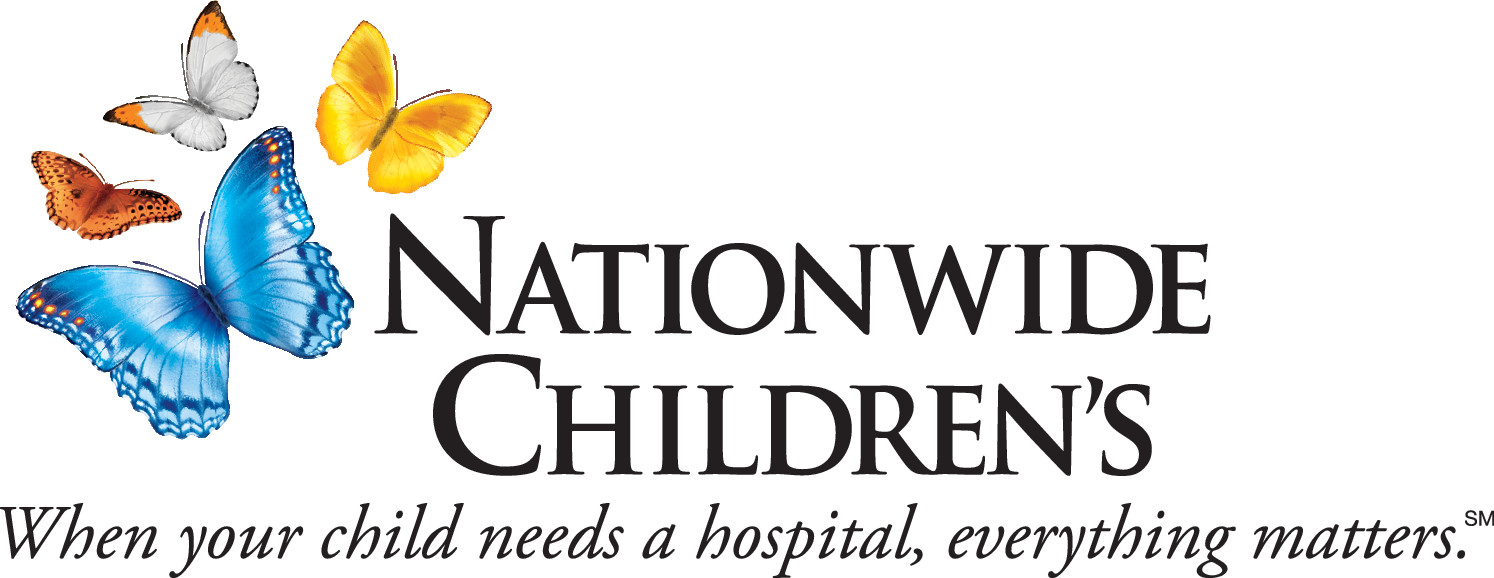 NATIONWIDE
CHILDREN'S
When your child needs a hospital, everything matters.℠